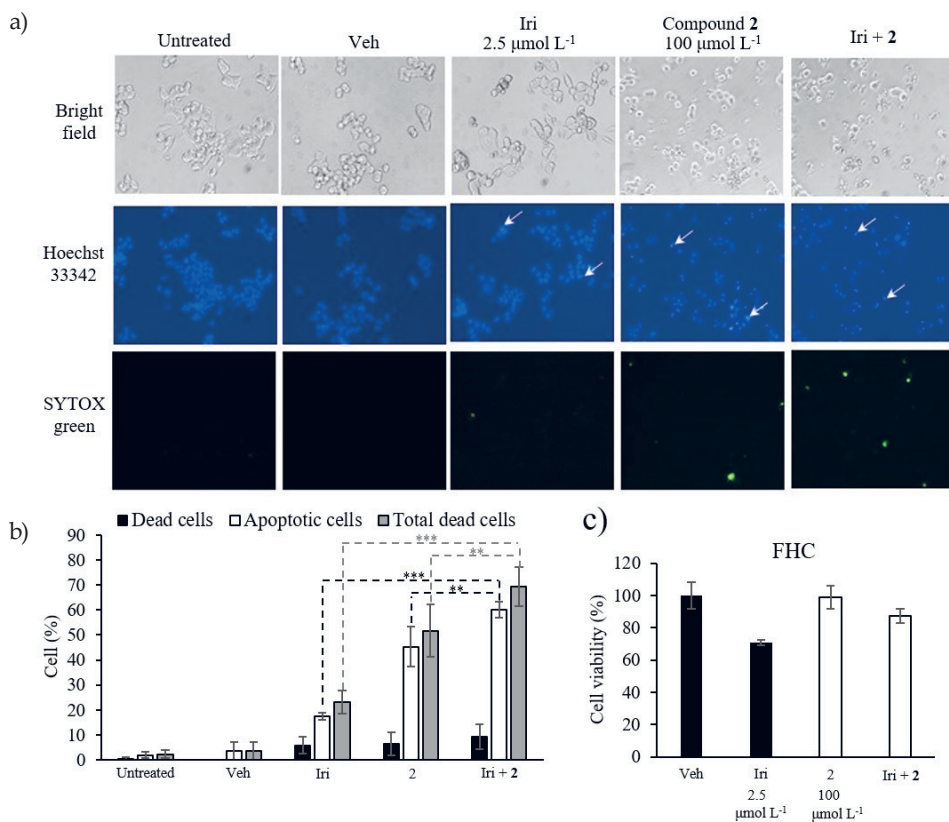 a)
Untreated
Veh
Iri
2.5 μmol L-1
Compound 2
100 μmol L-1
Iri + 2
Bright
field
Hoechst
33342
SYTOX
green
b)
Dead cells
Apoptotic cells
Total dead cells
Cell (%)
90
80
70
60
50
40
30
20
10
0
***
**
***
**
Untreated
Veh
Iri
2
Iri + 2
c)
FHC
Cell viability (%)
120
100
80
60
40
20
0
Veh
Iri
2.5
μmol L-1
2
100
μmol L-1
Iri + 2